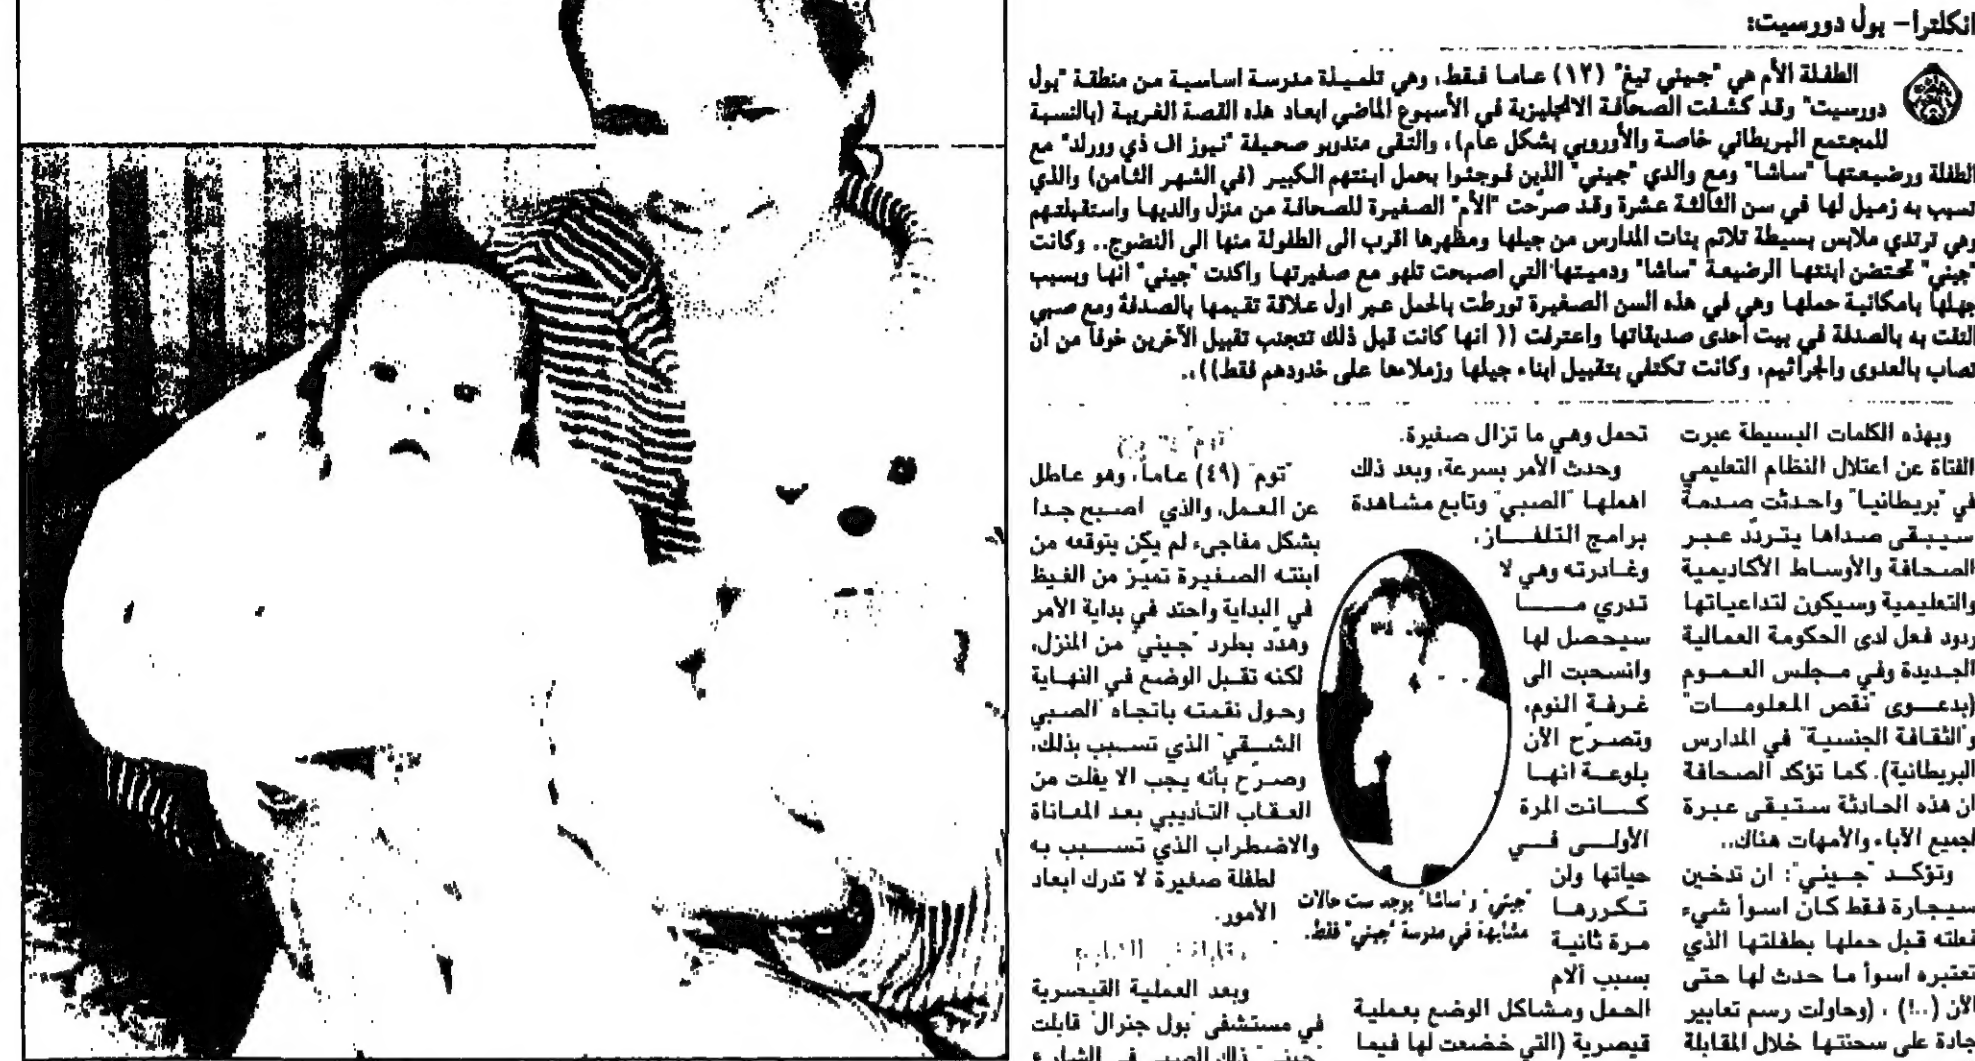 انكلترا– بول دورسيت:
الطفلة الأم هي "جيني تيغ" (١٢) عاما فقط، وهي تلميذة مدرسة اساسية من منطقة "بول
دورسيت" وقد كشفت الصحافة الانجليزية في الأسبوع الماضي ابعاد هذه القصة الغريبة (بالنسبة
للمجتمع البريطاني خاصة والأوروبي بشكل عام)، والتقى مندوبو صحيفة "نيوز اف ذي وورلد" مع
الطفلة ورضيعتها "ساشا" ومع والدي "جيني" الذين فوجئوا بحمل ابنتهم الكبير (في الشهر الثامن) والذي
تسبب به زميل لها في سن الثالثة عشرة وقد صرّحت "الأم" الصغيرة للصحافة من منزل والديها واستقبلتهم
وهي ترتدي ملابس بسيطة تلائم بنات المدارس من جيلها ومظهرها اقرب الى الطفولة منها الى النضوج.. وكانت
"جيني" تحتضن ابنتها الرضيعة "ساشا" ودميتها التي اصبحت تلهو مع صغيرتها واكدت "جيني" انها وبسبب
جهلها بامكانية حملها وهي في هذه السن الصغيرة تورطت بالحمل عبر اول علاقة تقيمها بالصدفة ومع صبي
التقت به بالصدفة في بيت أحدى صديقاتها واعترفت (( انها كانت قبل ذلك تتجنب تقبيل الآخرين خوفاً من ان
تصاب بالعدوى والجراثيم، وكانت تكتفي بتقبيل ابناء جيلها وزملاءها على خدودهم فقط))..
وبهذه الكلمات البسيطة عبرت
الفتاة عن اعتلال النظام التعليمي
في "بريطانيا" واحدثت صدمة
سيبقى صداها يتردّد عبر
الصحافة والأوساط الأكاديمية
والتعليمية وسيكون لتداعياتها
ردود فعل لدى الحكومة العمالية
الجديدة وفي مجلس العموم
(بدعوى "نقص المعلومات"
و"الثقافة الجنسية" في المدارس
البريطانية). كما تؤكد الصحافة
ان هذه الحادثة ستبقى عبرة
لجميع الآباء والأمهات هناك..
وتؤكد "جيني": ان تدخين
سيجارة فقط كان اسوأ شيء
فعلته قبل حملها بطفلتها الذي
تعتبره اسوأ ما حدث لها حتى
الآن (..!) ، (وحاولت رسم تعابير
جادة على سحنتها خلال المقابلة
تحمل وهي ما تزال صغيرة.
وحدث الأمر بسرعة، وبعد ذلك
اهملها "الصبي" وتابع مشاهدة
برامج التلفاز،
وغادرته وهي لا
تدري ما
سيحصل لها
وانسحبت الى
غرفة النوم،
وتصرّح الآن
بلوعة انها
كانت المرة
الأولى في
حياتها ولن
تكررها
مرة ثانية
بسبب آلام
الحمل ومشاكل الوضع بعملية
قيصرية (التي خضعت لها فيما
"جيني" و"ساشا" يوجد ست حالات
مشابهة في مدرسة "جيني" فقط.
"توم" (٤٩) عاماً، وهو عاطل
عن العمل، والذي اصبح جدا
بشكل مفاجيء لم يكن يتوقعه من
ابنته الصغيرة تميّز من الغيظ
في البداية واحتد في بداية الأمر
وهدّد بطرد "جيني" من المنزل،
لكنه تقبل الوضع في النهاية
وحول نقمته باتجاه "الصبي
الشقي" الذي تسبب بذلك،
وصرّح بأنه يجب الا يفلت من
العقاب التأديبي بعد المعاناة
والاضطراب الذي تسبب به
لطفلة صغيرة لا تدرك ابعاد
الأمور.
وبعد العملية القيصرية
في مستشفى "بول جنرال" قابلت
"جيني" ذلك الصبي في الشارع